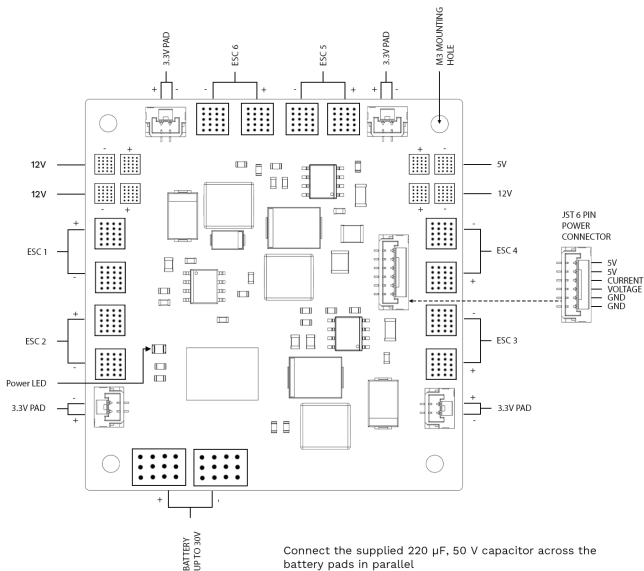 3.3V PAD
ESC 6
ESC 5
3.3V PAD
M3 MOUNTING
HOLE
+ -
- +
- +
+ -
- +
+ -
12V
5V
12V
- +
+ -
12V
JST 6 PIN
POWER
CONNECTOR
+
ESC 1
-
-
ESC 4
+
5V
5V
CURRENT
VOLTAGE
GND
GND
+
ESC 2
-
-
ESC 3
+
Power LED
-
3.3V PAD
+
+
3.3V PAD
-
+ -
BATTERY
UP TO 30V
Connect the supplied 220 µF, 50 V capacitor across the
battery pads in parallel